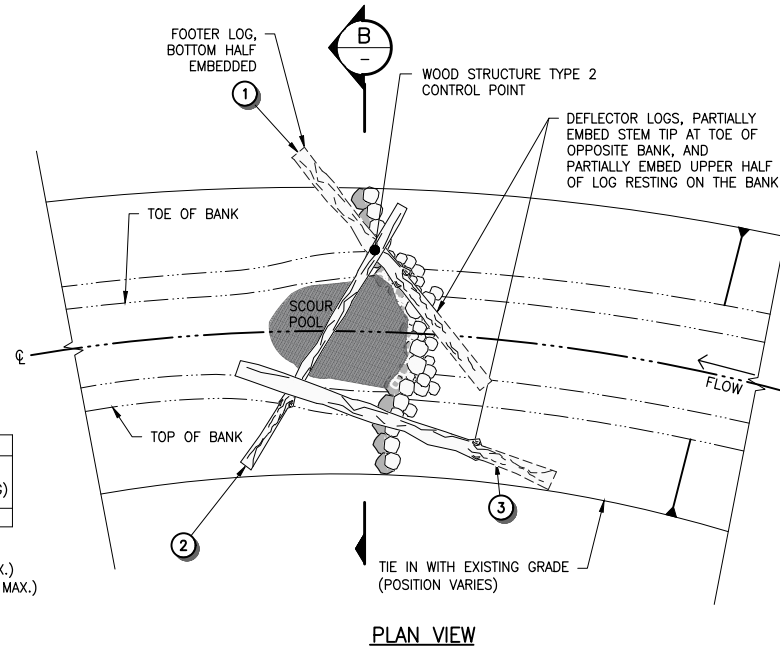 FOOTER LOG,
BOTTOM HALF
EMBEDDED
1
B
-
WOOD STRUCTURE TYPE 2
CONTROL POINT
DEFLECTOR LOGS, PARTIALLY
EMBED STEM TIP AT TOE OF
OPPOSITE BANK, AND
PARTIALLY EMBED UPPER HALF
OF LOG RESTING ON THE BANK
TOE OF BANK
SCOUR
POOL
℄
FLOW
TOP OF BANK
2
3
TIE IN WITH EXISTING GRADE
(POSITION VARIES)
MAX.)
PLAN VIEW